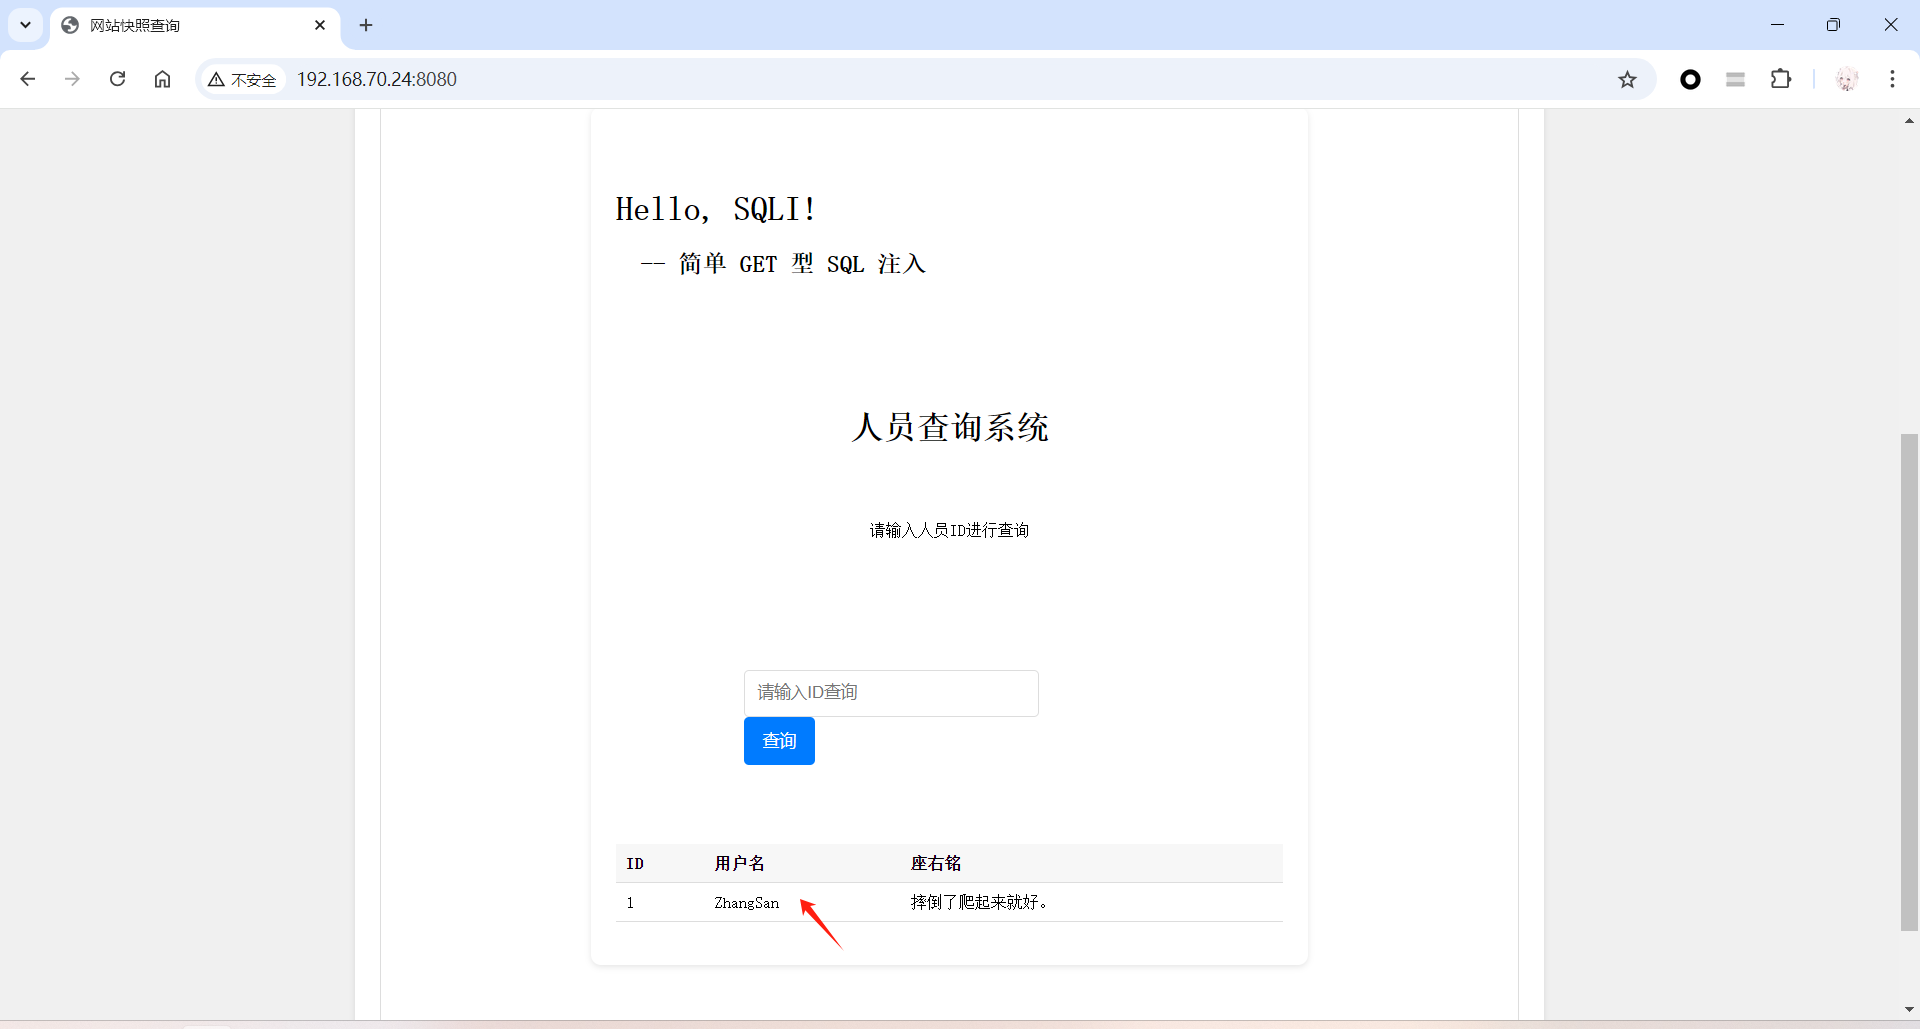 网站快照查询
不安全 192.168.70.24:8080
Hello, SQLI!
-- 简单 GET 型 SQL 注入
人员查询系统
请输入人员ID进行查询
请输入ID查询
查询
ID 用户名 座右铭
1 ZhangSan 摔倒了爬起来就好。